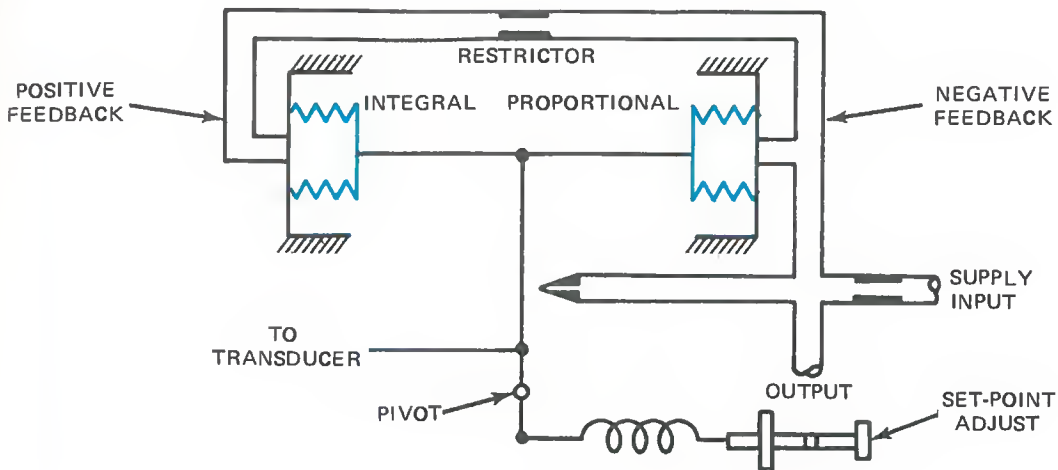 RESTRICTOR
POSITIVE
FEEDBACK
INTEGRAL
PROPORTIONAL
NEGATIVE
FEEDBACK
SUPPLY
INPUT
TO
TRANSDUCER
PIVOT
OUTPUT
SET-POINT
ADJUST